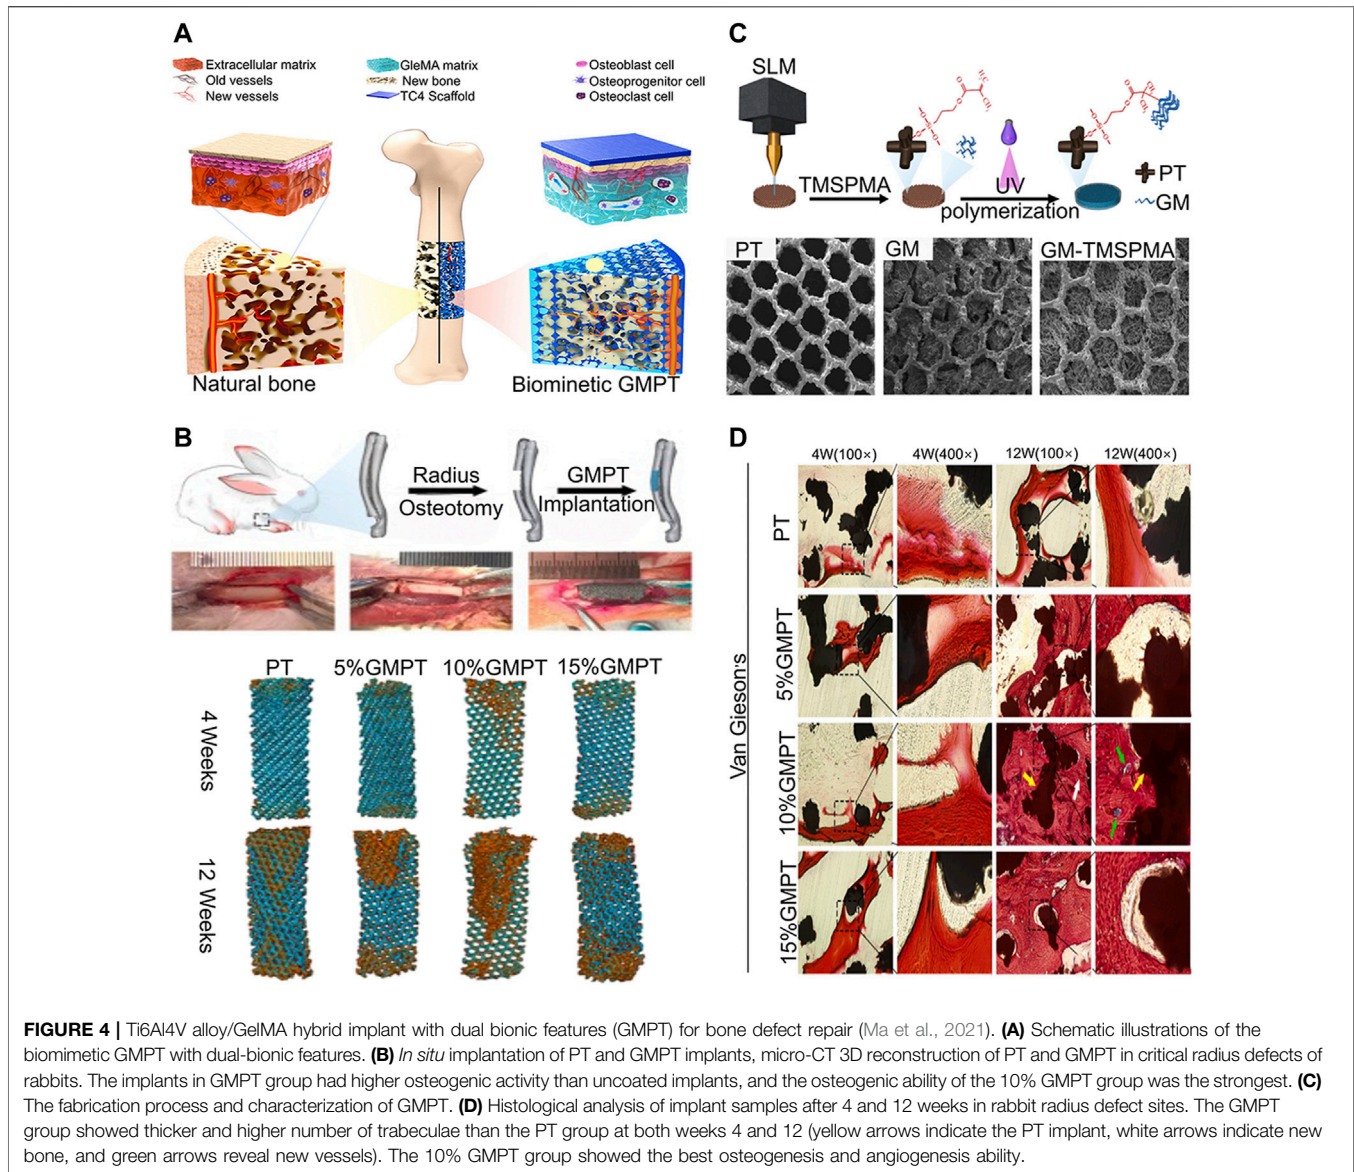 A
Extracellular matrix
Old vessels
New vessels
GleMA matrix
New bone
TC4 Scaffold
Osteoblast cell
Osteoprogenitor cell
Osteoclast cell
Natural bone
Biominetic GMPT
C
SLM
TMSPMA
UV
polymerization
PT
GM
PT
GM
GM-TMSPMA
B
Radius
Osteotomy
GMPT
Implantation
PT
5%GMPT
10%GMPT
15%GMPT
4 Weeks
12 Weeks
D
4W(100×)
4W(400×)
12W(100×)
12W(400×)
Van Gieson's
PT
5%GMPT
10%GMPT
15%GMPT
FIGURE 4 | Ti6Al4V alloy/GelMA hybrid implant with dual bionic features (GMPT) for bone defect repair (Ma et al., 2021). (A) Schematic illustrations of the
biomimetic GMPT with dual-bionic features. (B) In situ implantation of PT and GMPT implants, micro-CT 3D reconstruction of PT and GMPT in critical radius defects of
rabbits. The implants in GMPT group had higher osteogenic activity than uncoated implants, and the osteogenic ability of the 10% GMPT group was the strongest. (C)
The fabrication process and characterization of GMPT. (D) Histological analysis of implant samples after 4 and 12 weeks in rabbit radius defect sites. The GMPT
group showed thicker and higher number of trabeculae than the PT group at both weeks 4 and 12 (yellow arrows indicate the PT implant, white arrows indicate new
bone, and green arrows reveal new vessels). The 10% GMPT group showed the best osteogenesis and angiogenesis ability.